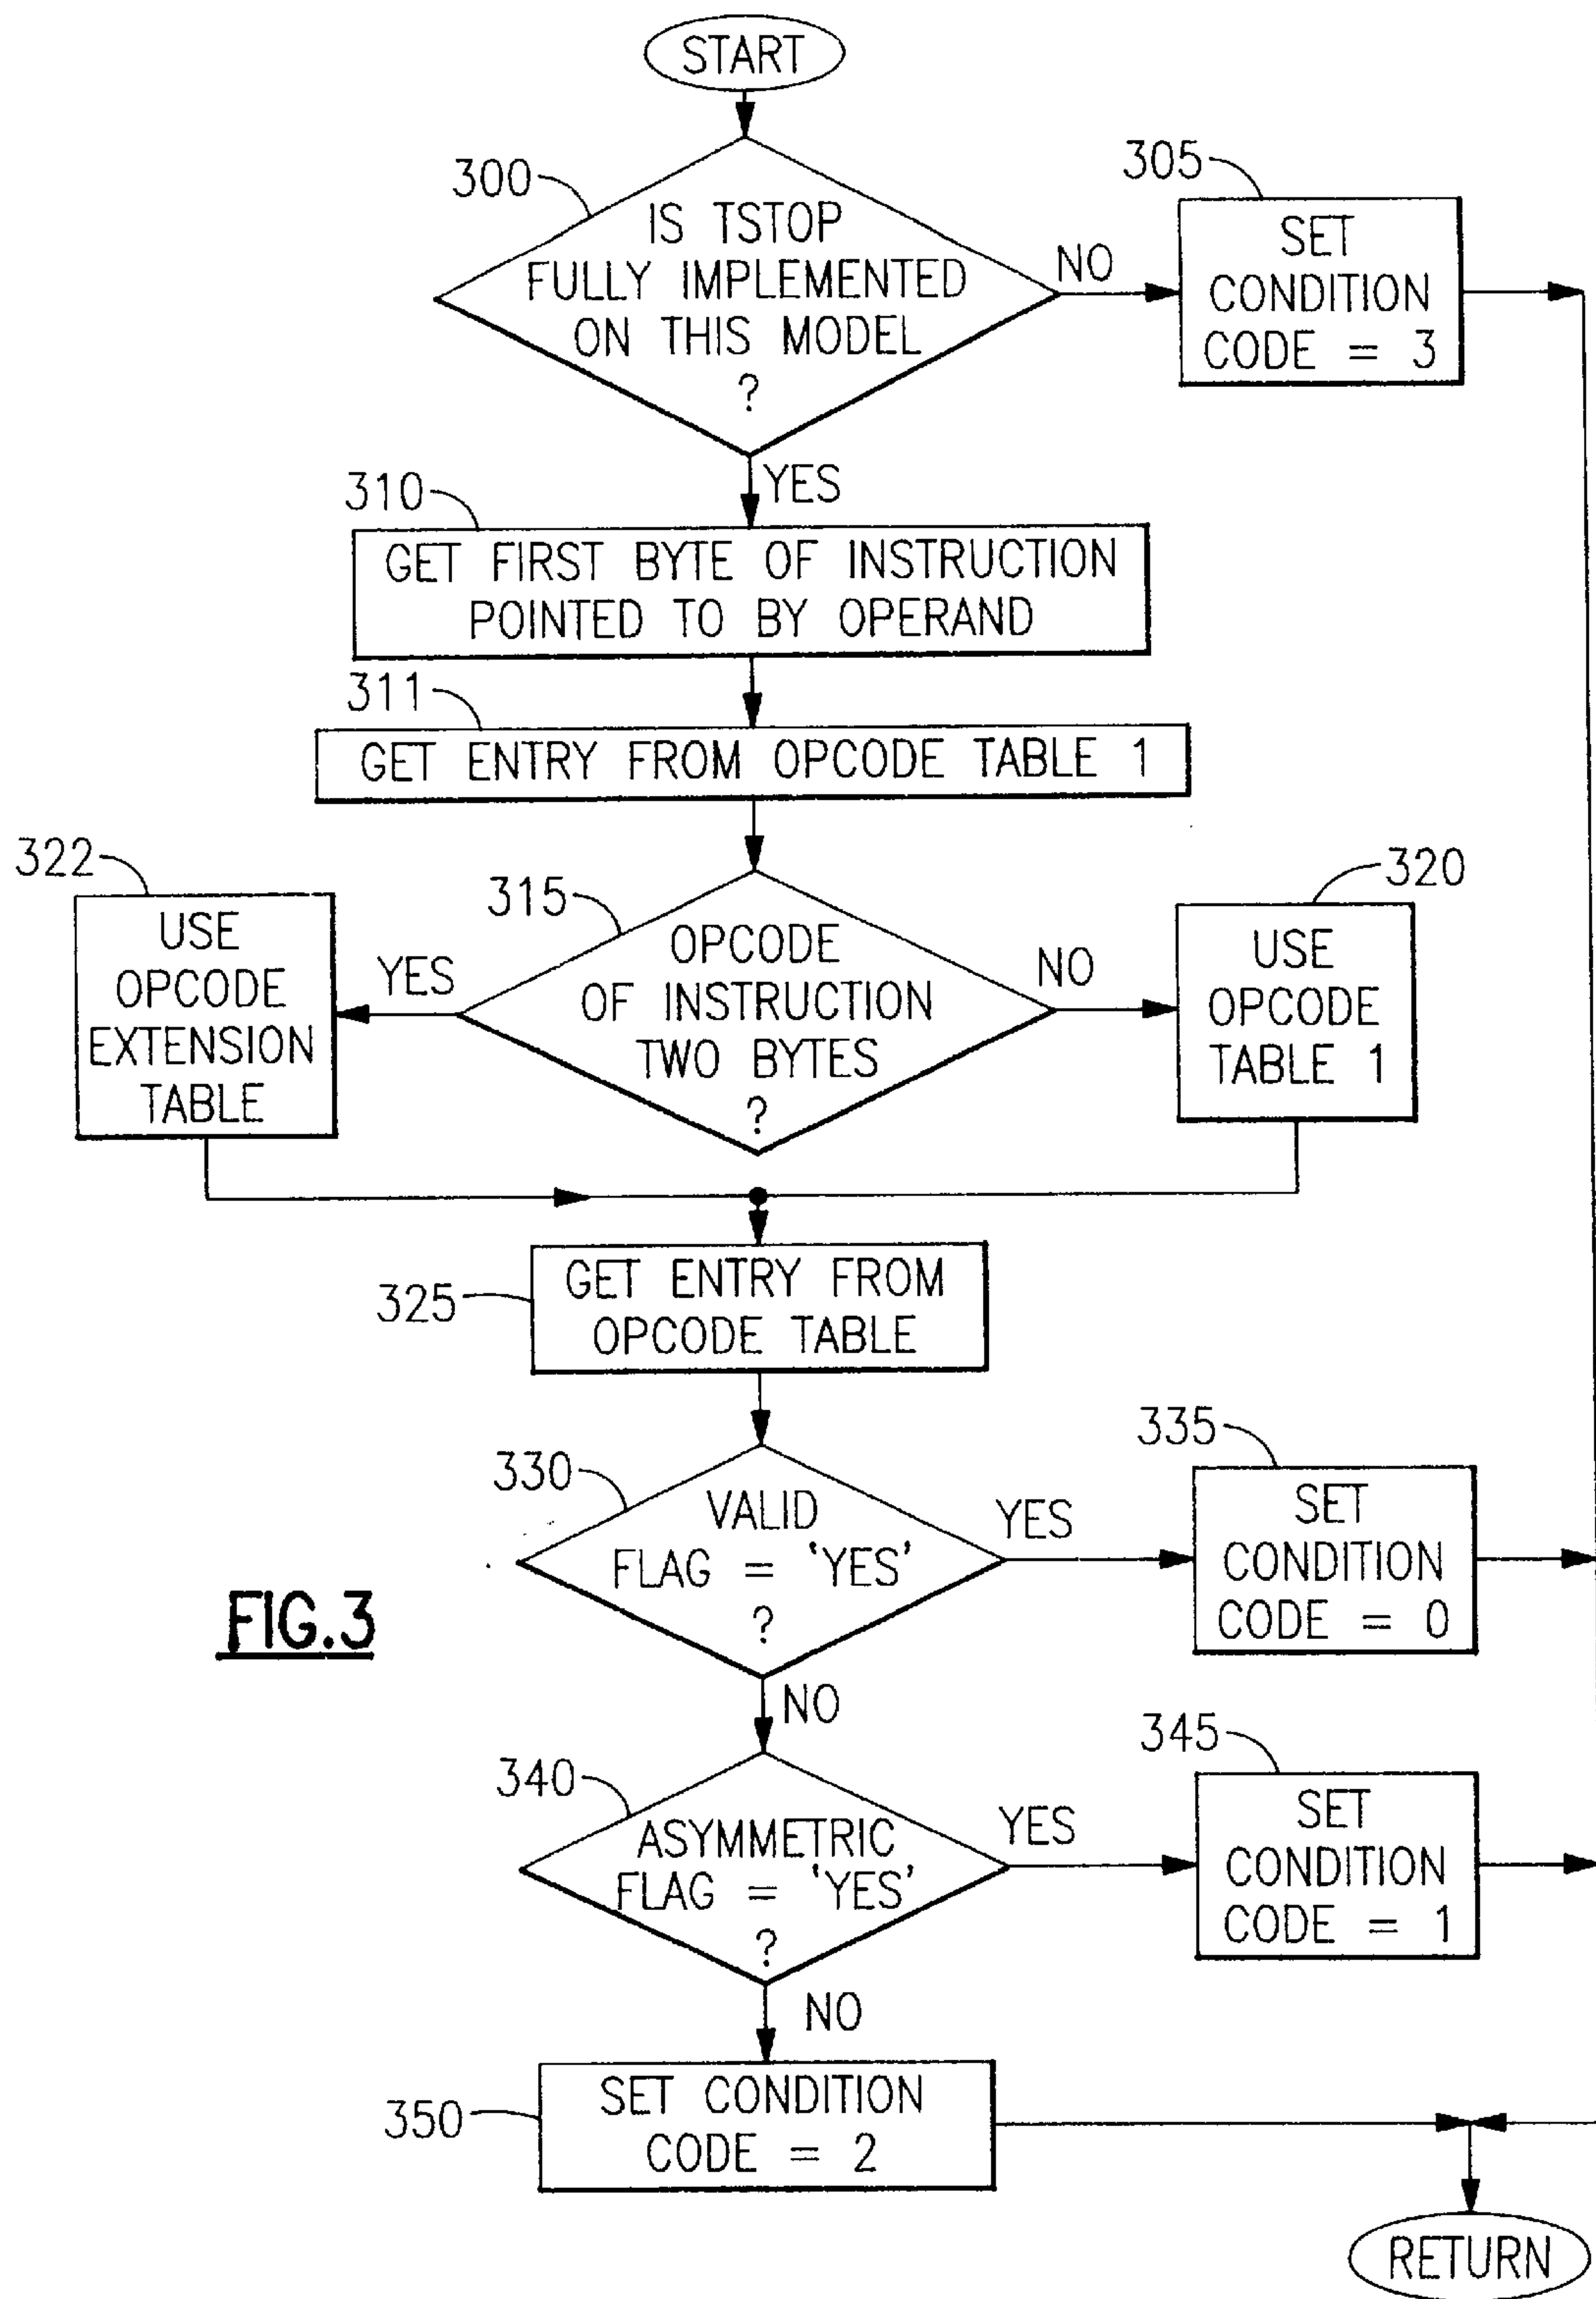 START
300
IS TSTOP
FULLY IMPLEMENTED
ON THIS MODEL
?
NO
305
SET
CONDITION
CODE = 3
YES
310
GET FIRST BYTE OF INSTRUCTION
POINTED TO BY OPERAND
311
GET ENTRY FROM OPCODE TABLE 1
322
USE
OPCODE
EXTENSION
TABLE
YES
315
OPCODE
OF INSTRUCTION
TWO BYTES
?
NO
320
USE
OPCODE
TABLE 1
325
GET ENTRY FROM
OPCODE TABLE
330
VALID
FLAG = 'YES'
?
YES
335
SET
CONDITION
CODE = 0
FIG.3
NO
340
ASYMMETRIC
FLAG = 'YES'
?
YES
345
SET
CONDITION
CODE = 1
NO
350
SET CONDITION
CODE = 2
RETURN